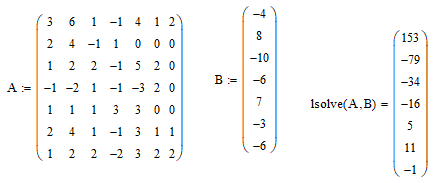 3 6 1 −1 4 1 2
2 4 −1 1 0 0 0
1 2 2 −1 5 2 0
A := −1 −2 1 −1 −3 2 0
1 1 1 3 3 0 0
2 4 1 −1 3 1 1
1 2 2 −2 3 2 2
−4
8
−10
B := −6
7
−3
−6
153
−79
−34
lsolve(A,B) = −16
5
11
−1